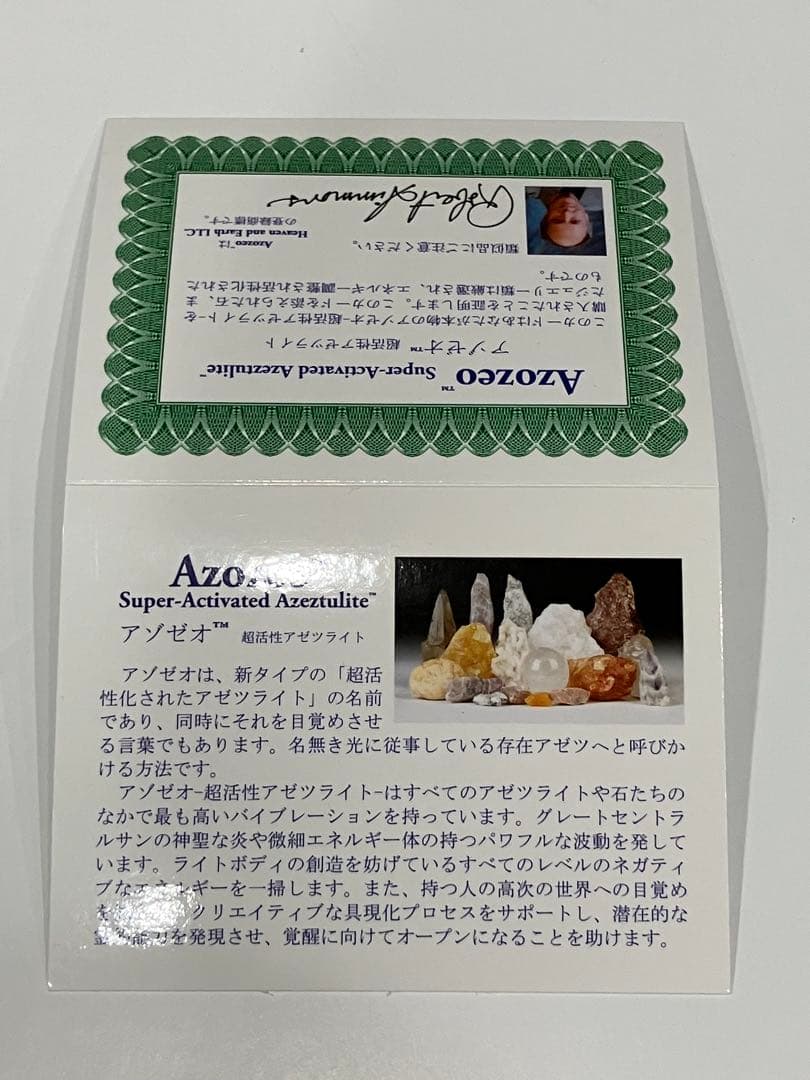 Azozeo™ Super-Activated Azeztulite™
アゾゼオ™ 超活性アゼツライト
このカードはあなたが本物のアゾゼオ-超活性アゼツライト-を
購入されたことを証明します。このカードを添えられた石、ま
たジュエリー類は厳選され、エネルギー調整され活性化された
ものです。
類似品にご注意ください。
Azozeo™は
Heaven and Earth LLC.
の登録商標です。
Robert Simmons
Super-Activated Azeztulite™
アゾゼオ™ 超活性アゼツライト
アゾゼオは、新タイプの「超活
性化されたアゼツライト」の名前
であり、同時にそれを目覚めさせ
る言葉でもあります。名無き光に従事している存在アゼツへと呼びか
ける方法です。
アゾゼオ-超活性アゼツライト-はすべてのアゼツライトや石たちの
なかで最も高いバイブレーションを持っています。グレートセントラ
ルサンの神聖な炎や微細エネルギー体の持つパワフルな波動を発して
います。ライトボディの創造を妨げているすべてのレベルのネガティ
ブなエネルギーを一掃します。また、持つ人の高次の世界への目覚め
クリエイティブな具現化プロセスをサポートし、潜在的な
を発現させ、覚醒に向けてオープンになることを助けます。